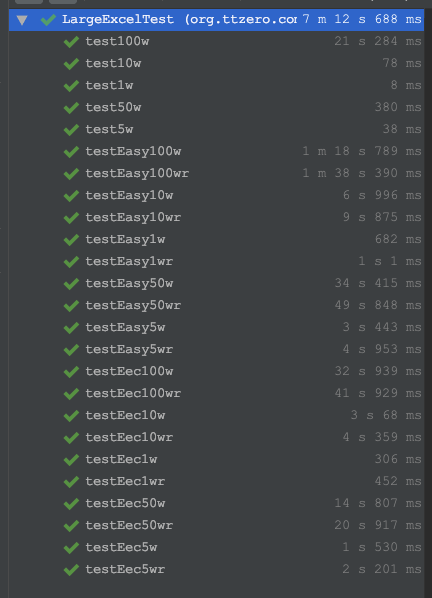 LargeExcelTest (org.ttzero.con 7 m 12 s 688 ms
test100w 21 s 284 ms
test10w 78 ms
test1w 8 ms
test50w 380 ms
test5w 38 ms
testEasy100w 1 m 18 s 789 ms
testEasy100wr 1 m 38 s 390 ms
testEasy10w 6 s 996 ms
testEasy10wr 9 s 875 ms
testEasy1w 682 ms
testEasy1wr 1 s 1 ms
testEasy50w 34 s 415 ms
testEasy50wr 49 s 848 ms
testEasy5w 3 s 443 ms
testEasy5wr 4 s 953 ms
testEec100w 32 s 939 ms
testEec100wr 41 s 929 ms
testEec10w 3 s 68 ms
testEec10wr 4 s 359 ms
testEec1w 306 ms
testEec1wr 452 ms
testEec50w 14 s 807 ms
testEec50wr 20 s 917 ms
testEec5w 1 s 530 ms
testEec5wr 2 s 201 ms